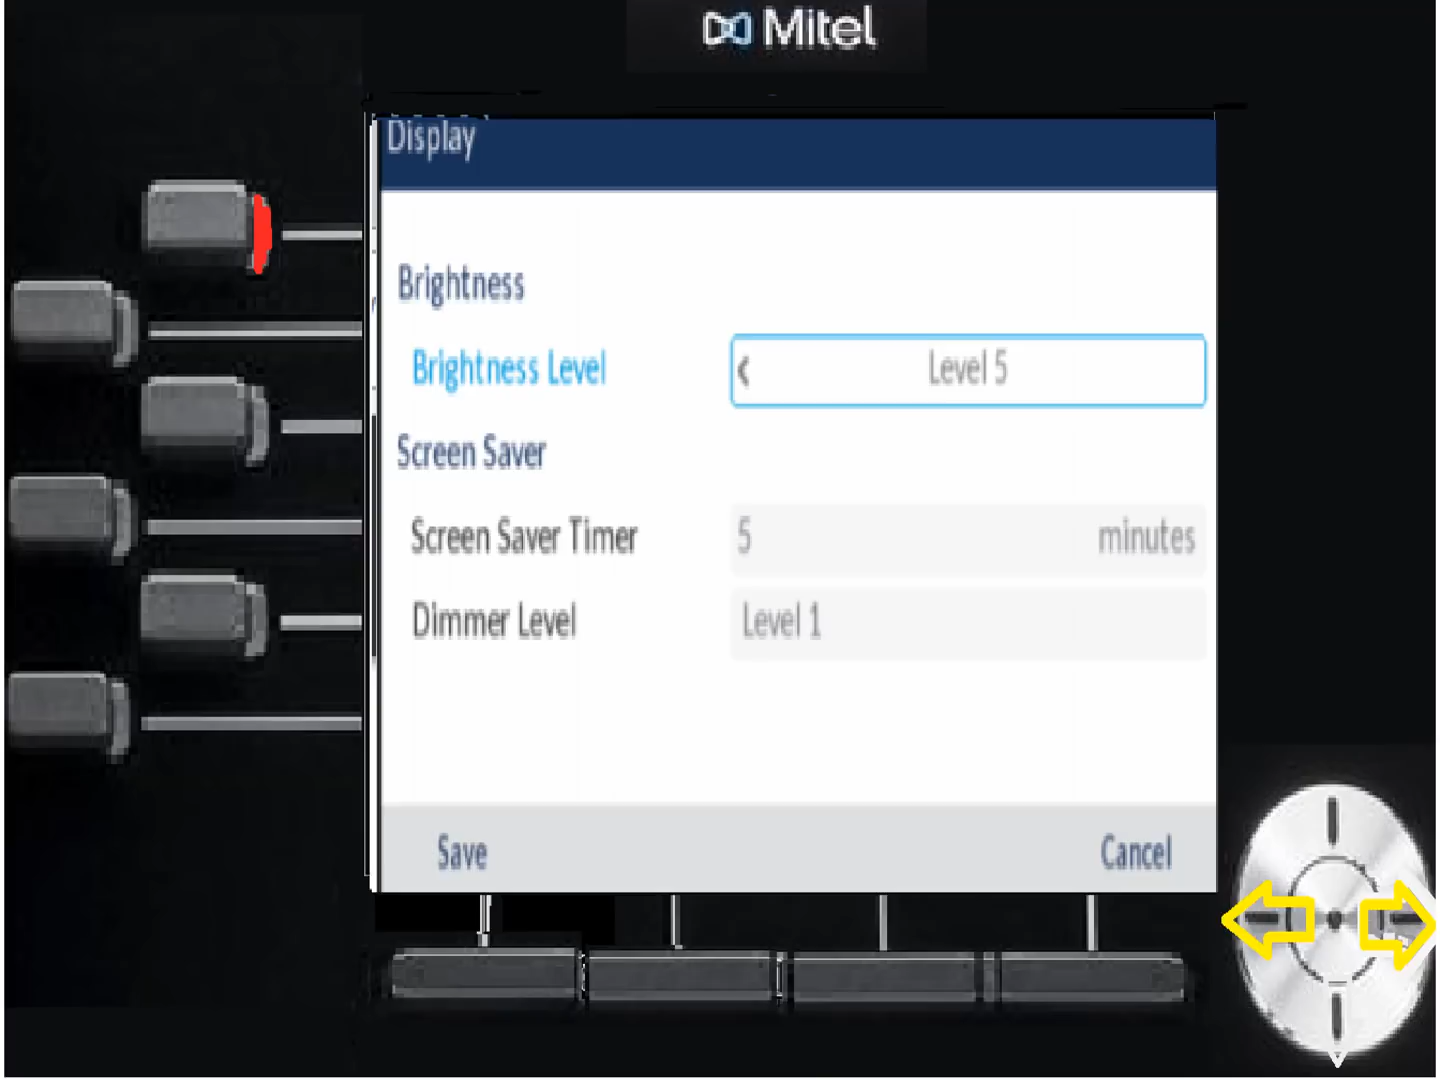 Mitel
Display
Brightness
Brightness Level < Level 5
Screen Saver
Screen Saver Timer 5 minutes
Dimmer Level Level 1
Save Cancel